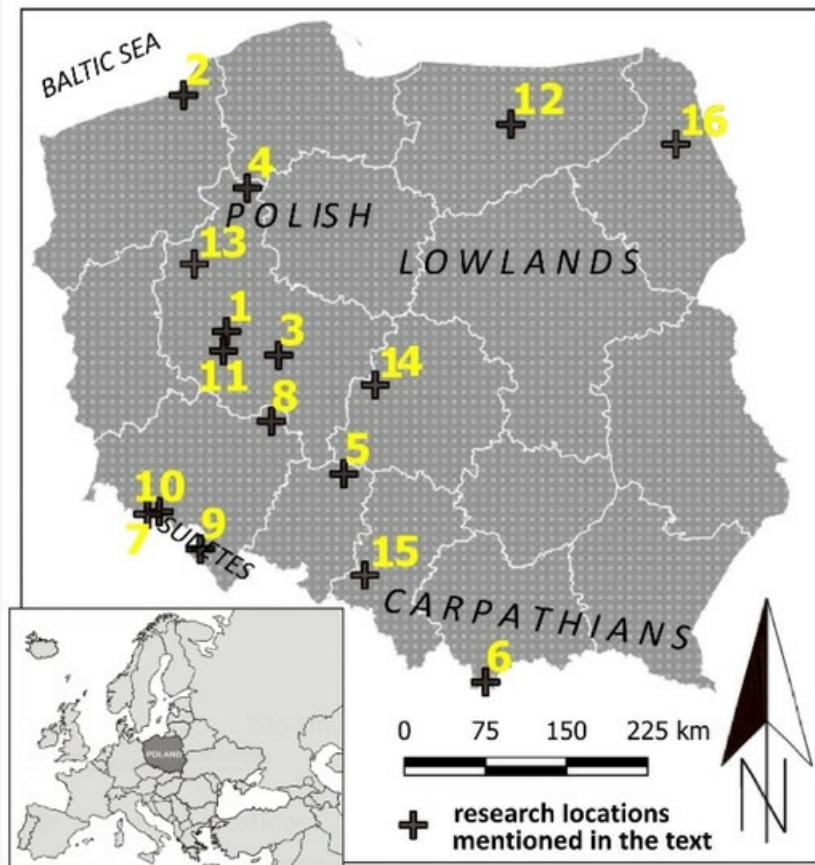 BALTIC SEA
2
12
16
4
POLISH
LOWLANDS
13
1
3
11
14
8
5
10
7
SUDETES
9
15
CARPATHIANS
6
POLAND
0 75 150 225 km
N
research locations
mentioned in the text